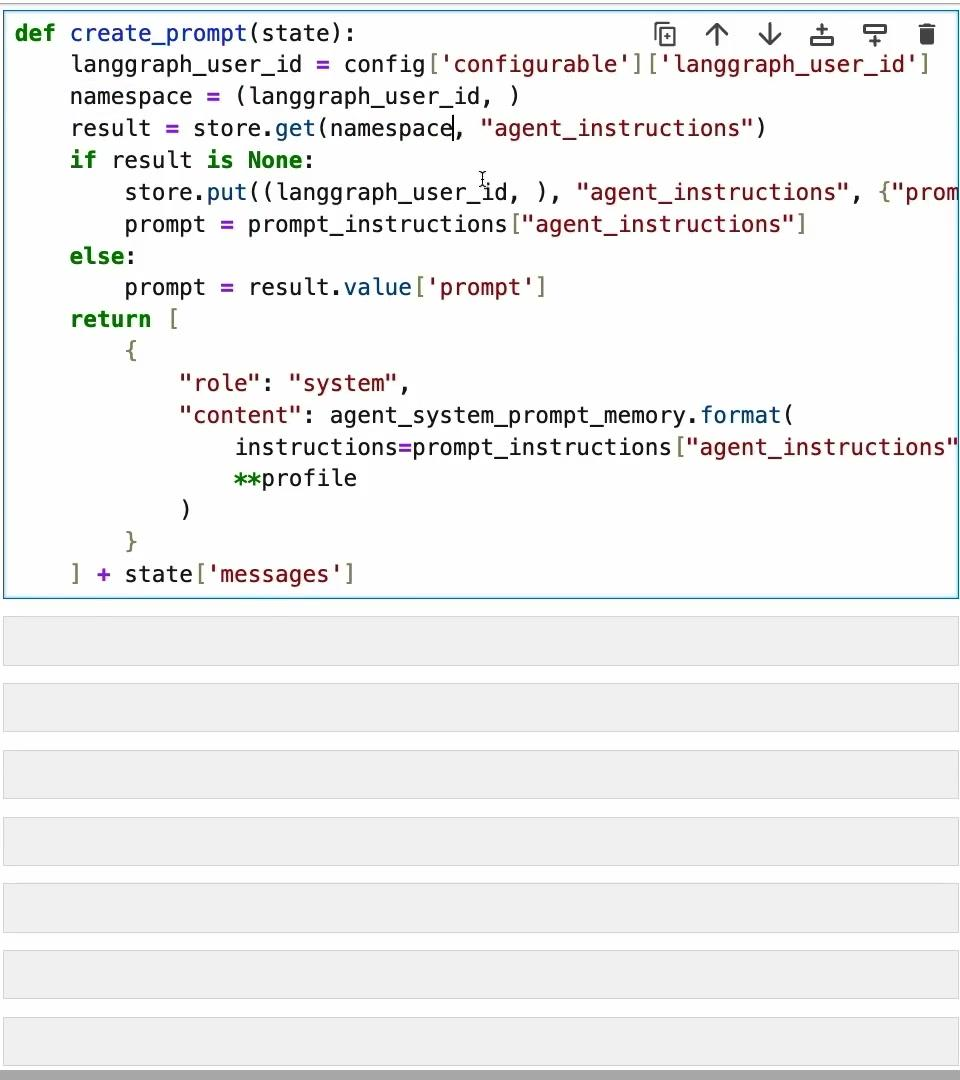 def create_prompt(state):
    langgraph_user_id = config['configurable']['langgraph_user_id']
    namespace = (langgraph_user_id, )
    result = store.get(namespace, "agent_instructions")
    if result is None:
        store.put((langgraph_user_id, ), "agent_instructions", {"prom
        prompt = prompt_instructions["agent_instructions"]
    else:
        prompt = result.value['prompt']
    return [
        {
            "role": "system",
            "content": agent_system_prompt_memory.format(
                instructions=prompt_instructions["agent_instructions"
                **profile
            )
        }
    ] + state['messages']